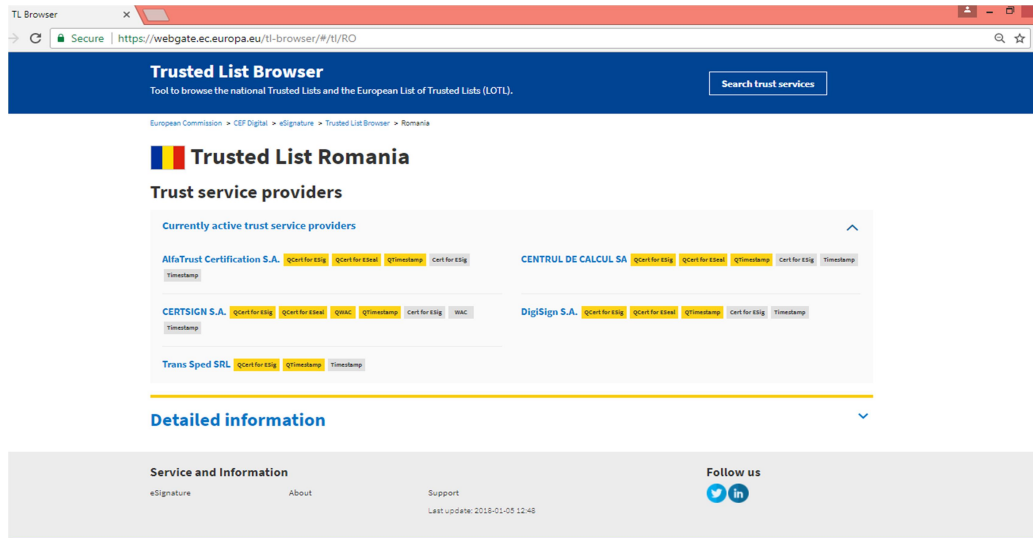 TL Browser
Secure | https://webgate.ec.europa.eu/tl-browser/#/tl/RO
Trusted List Browser
Tool to browse the national Trusted Lists and the European List of Trusted Lists (LOTL).
Search trust services
European Commission > CEF Digital > eSignature > Trusted List Browser > Romania
Trusted List Romania
Trust service providers
Currently active trust service providers
AlfaTrust Certification S.A. QCert for ESig QCert for ESeal QTimestamp Cert for ESig
Timestamp
CENTRUL DE CALCUL SA QCert for ESig QCert for ESeal QTimestamp Cert for ESig Timestamp
CERTSIGN S.A. QCert for ESig QCert for ESeal QWAC QTimestamp Cert for ESig WAC
Timestamp
DigiSign S.A. QCert for ESig QCert for ESeal QTimestamp Cert for ESig Timestamp
Trans Sped SRL QCert for ESig QTimestamp Timestamp
Detailed information
Service and Information
eSignature About Support
Last update: 2018-01-05 12:48
Follow us
in